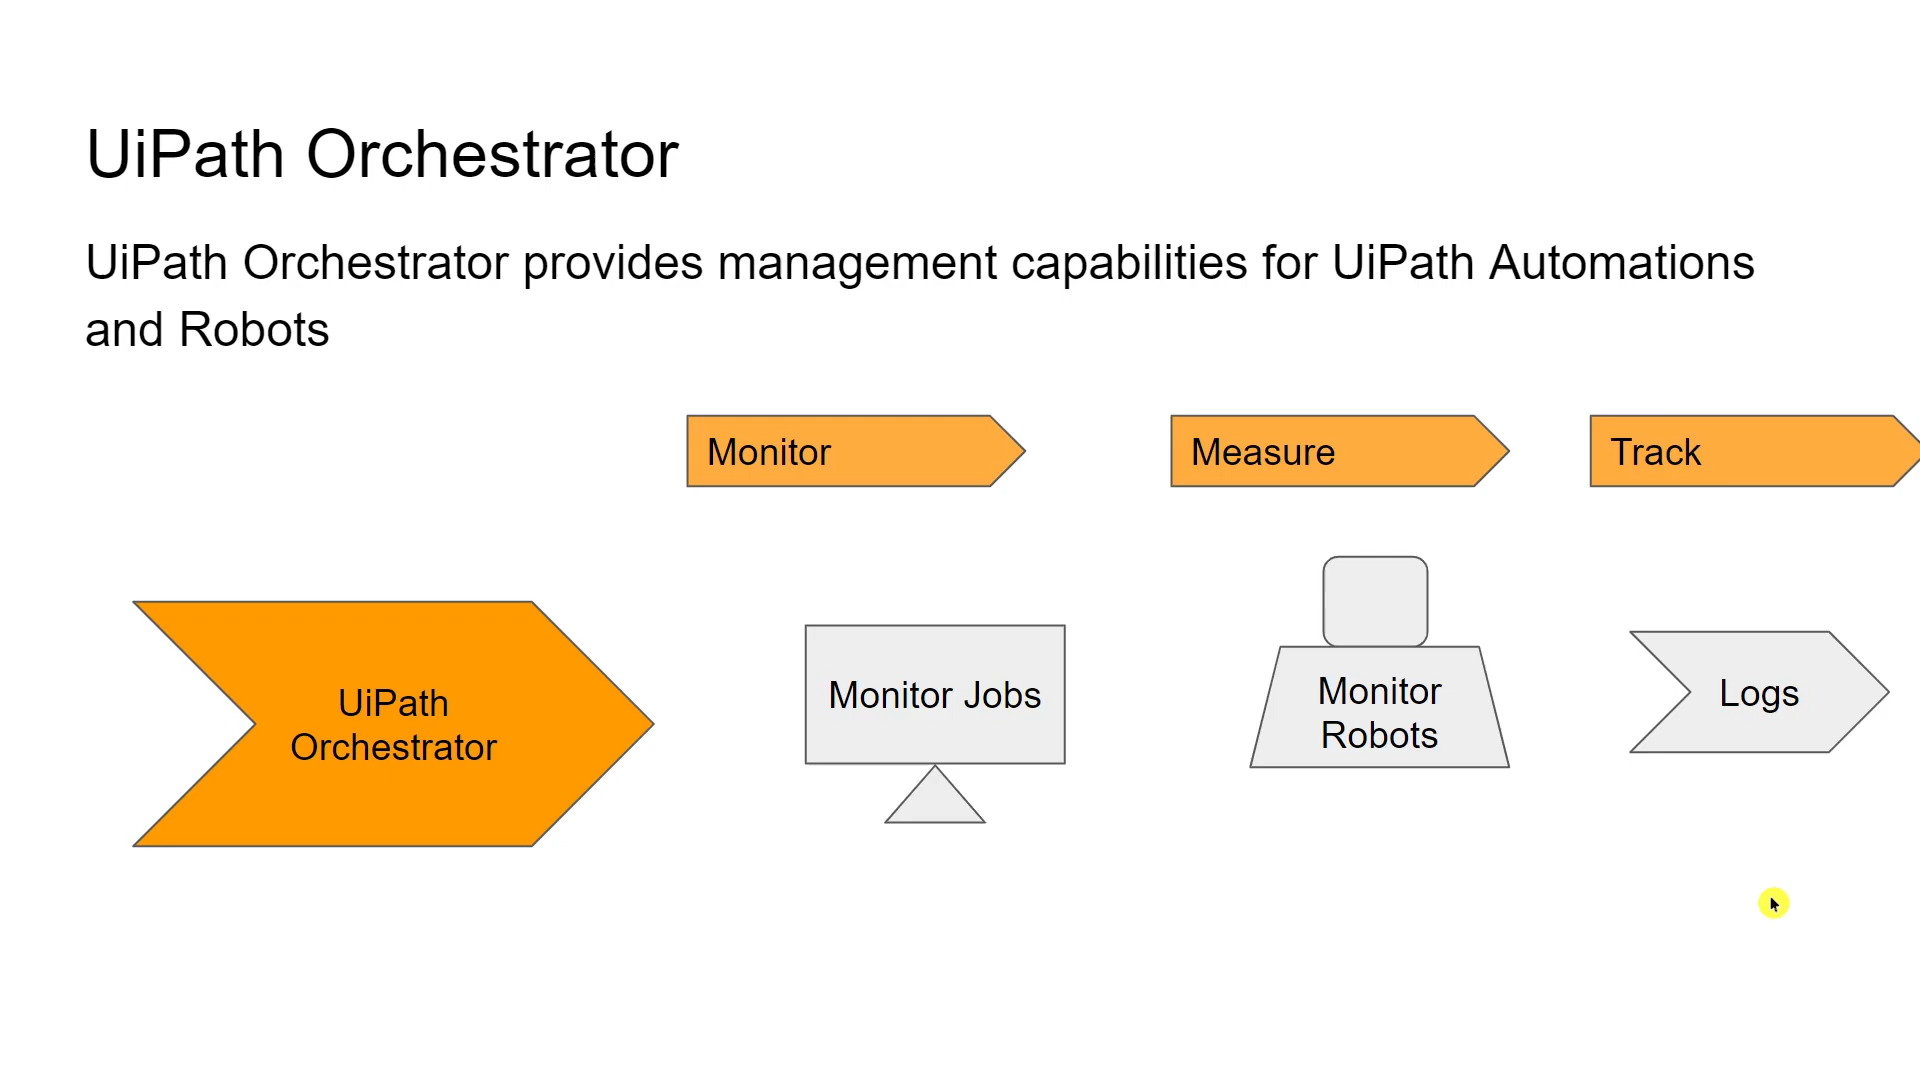 UiPath Orchestrator
UiPath Orchestrator provides management capabilities for UiPath Automations
and Robots
Monitor
Measure
Track
UiPath
Orchestrator
Monitor Jobs
Monitor
Robots
Logs